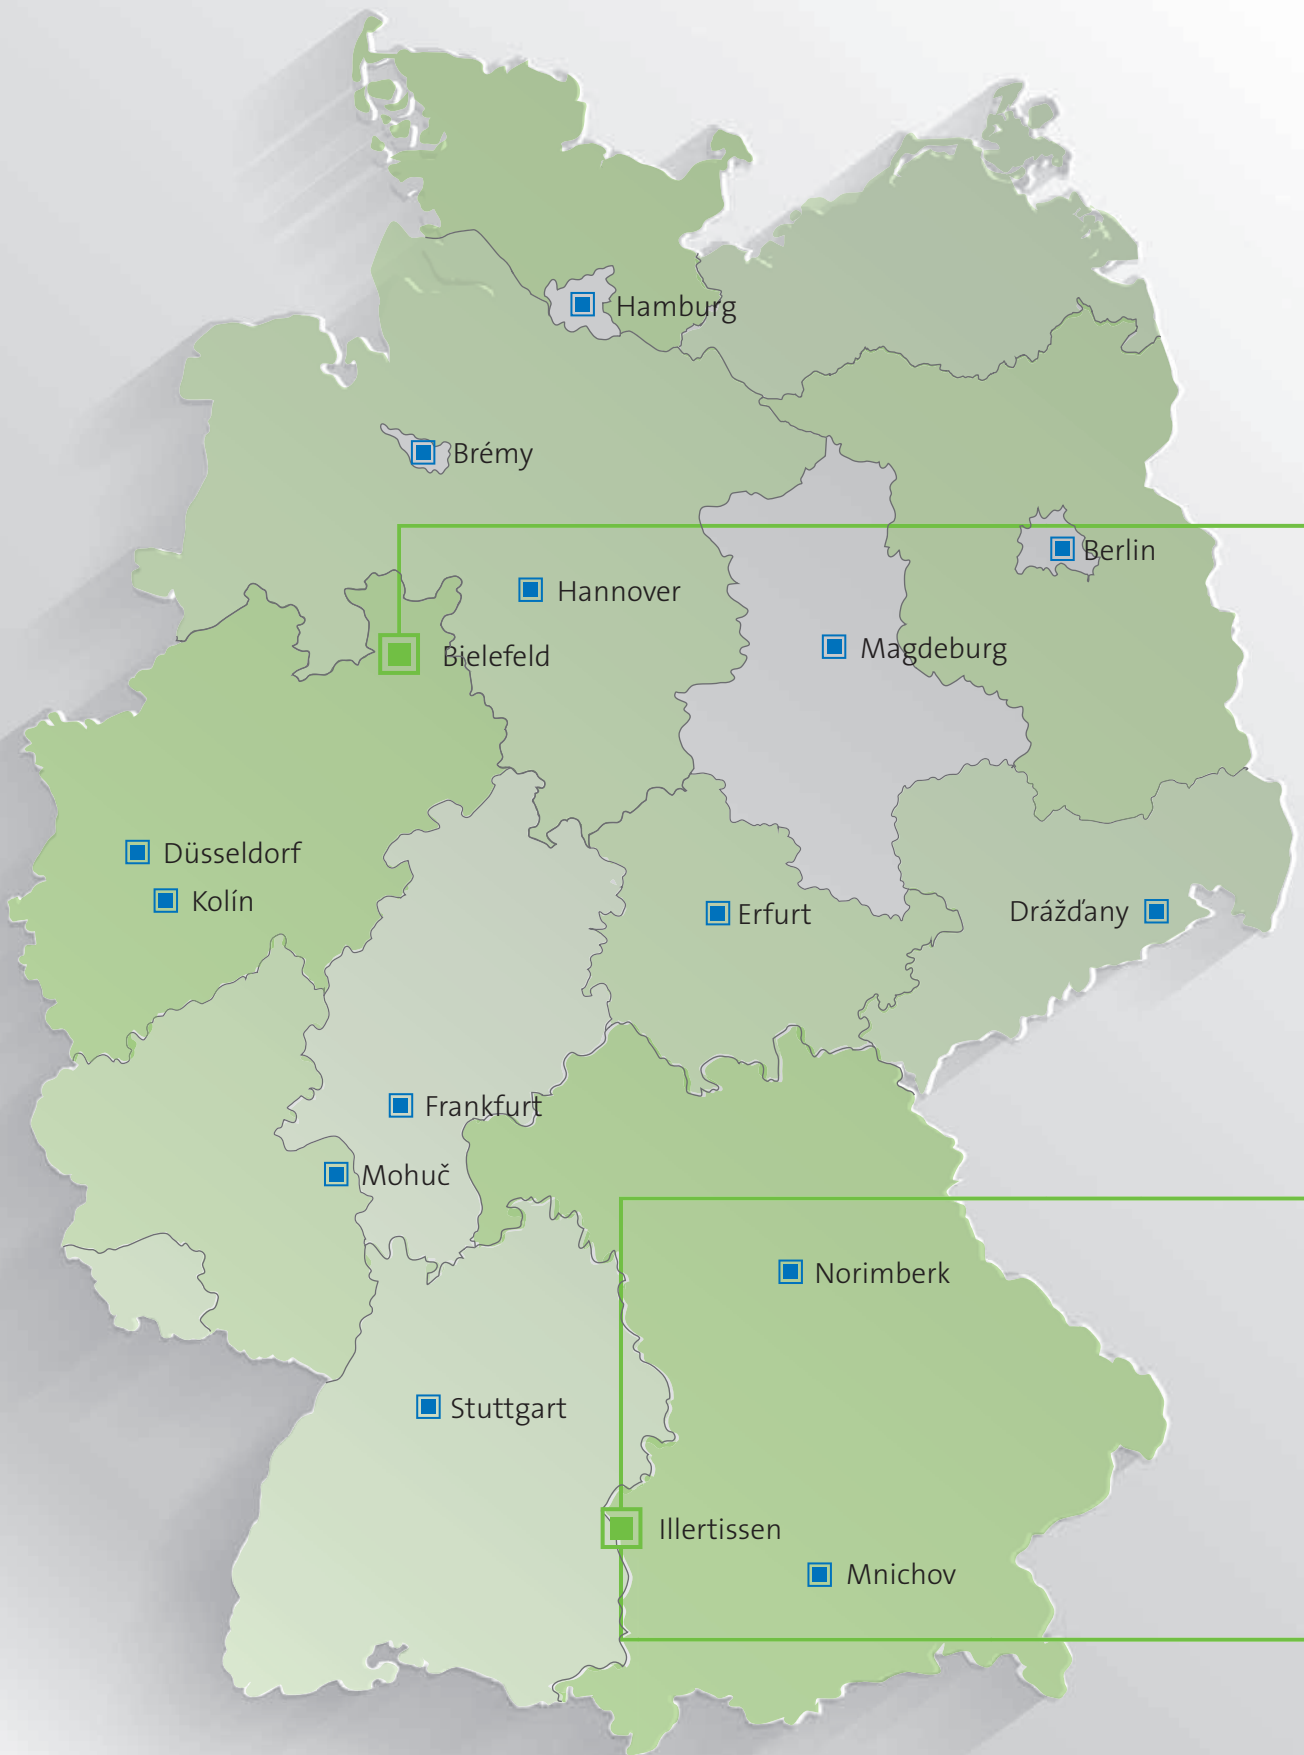 Hamburg
Brémy
Berlin
Hannover
Magdeburg
Bielefeld
Düsseldorf
Kolín
Erfurt
Drážďany
Frankfurt
Mohuč
Norimberk
Stuttgart
Illertissen
Mnichov